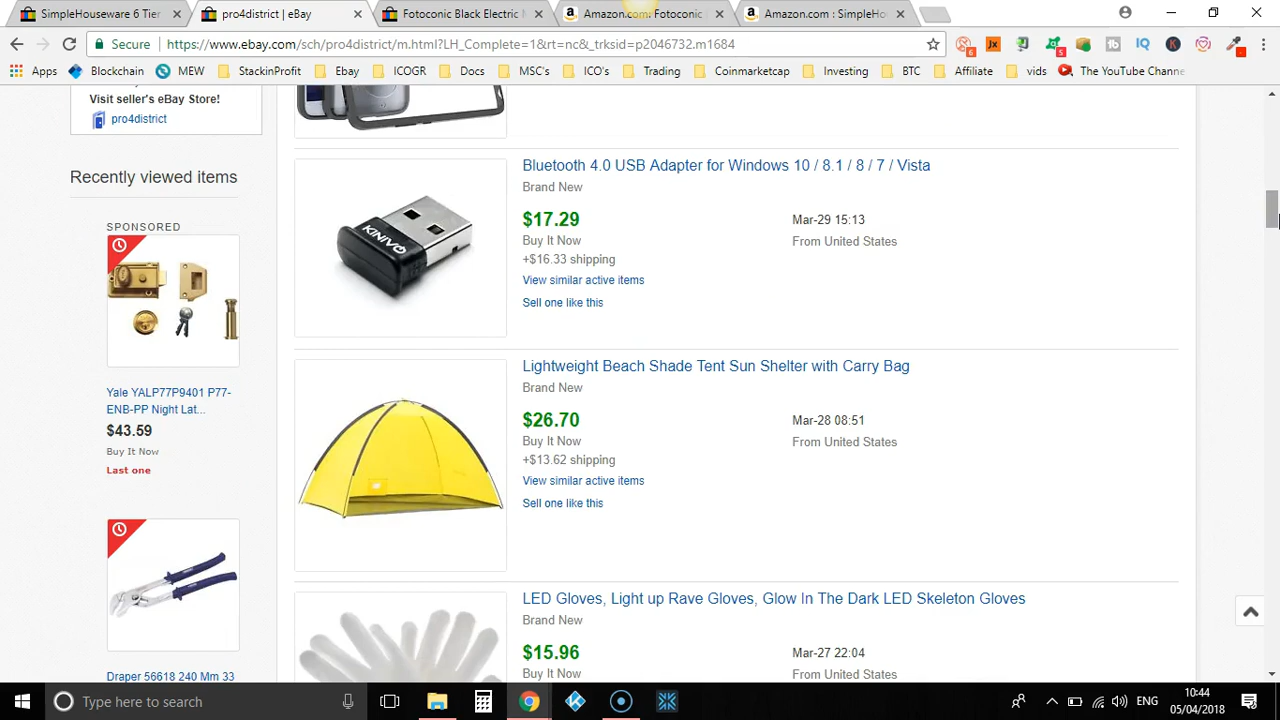 SimpleHouseware 6 Tier
pro4district | eBay
Fotoconic Black Electric
Amazon.com: Fotoconic
Amazon.com : SimpleHo
Secure
https://www.ebay.com/sch/pro4district/m.html?LH_Complete=1&rt=nc&_trksid=p2046732.m1684
6
5
Apps
Blockchain
MEW
StackinProfit
Ebay
ICOGR
Docs
MSC's
ICO's
Trading
Coinmarketcap
Investing
BTC
Affiliate
vids
The YouTube Channe
Visit seller's eBay Store!
pro4district
Recently viewed items
SPONSORED
Yale YALP77P9401 P77-
ENB-PP Night Lat...
$43.59
Buy It Now
Last one
Draper 56618 240 Mm 33
KINIVO
Bluetooth 4.0 USB Adapter for Windows 10 / 8.1 / 8 / 7 / Vista
Brand New
$17.29
Mar-29 15:13
Buy It Now
From United States
+$16.33 shipping
View similar active items
Sell one like this
Lightweight Beach Shade Tent Sun Shelter with Carry Bag
Brand New
$26.70
Mar-28 08:51
Buy It Now
From United States
+$13.62 shipping
View similar active items
Sell one like this
LED Gloves, Light up Rave Gloves, Glow In The Dark LED Skeleton Gloves
Brand New
$15.96
Mar-27 22:04
Buy It Now
From United States
Type here to search
ENG
10:44
05/04/2018